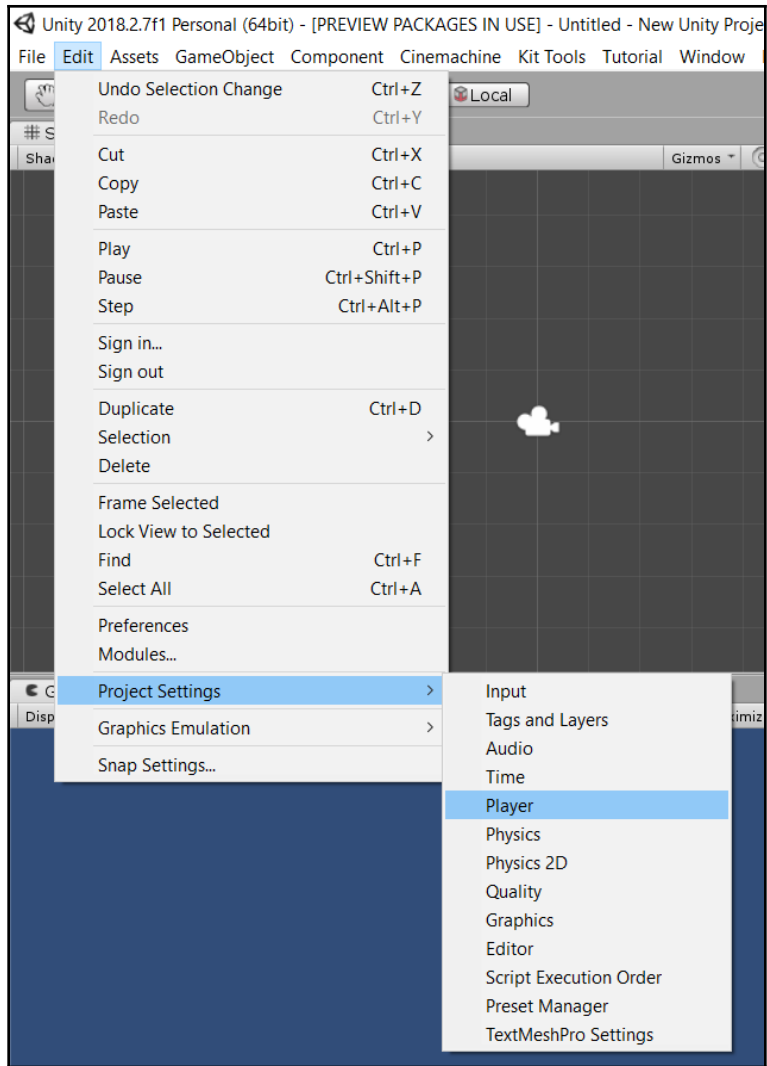 Unity 2018.2.7f1 Personal (64bit) - [PREVIEW PACKAGES IN USE] - Untitled - New Unity Proje
File Edit Assets GameObject Component Cinemachine Kit Tools Tutorial Window
Local
Gizmos
Undo Selection Change Ctrl+Z
Redo Ctrl+Y
Cut Ctrl+X
Copy Ctrl+C
Paste Ctrl+V
Play Ctrl+P
Pause Ctrl+Shift+P
Step Ctrl+Alt+P
Sign in...
Sign out
Duplicate Ctrl+D
Selection >
Delete
Frame Selected
Lock View to Selected
Find Ctrl+F
Select All Ctrl+A
Preferences
Modules...
Project Settings >
Graphics Emulation >
Snap Settings...
Input
Tags and Layers
Audio
Time
Player
Physics
Physics 2D
Quality
Graphics
Editor
Script Execution Order
Preset Manager
TextMeshPro Settings